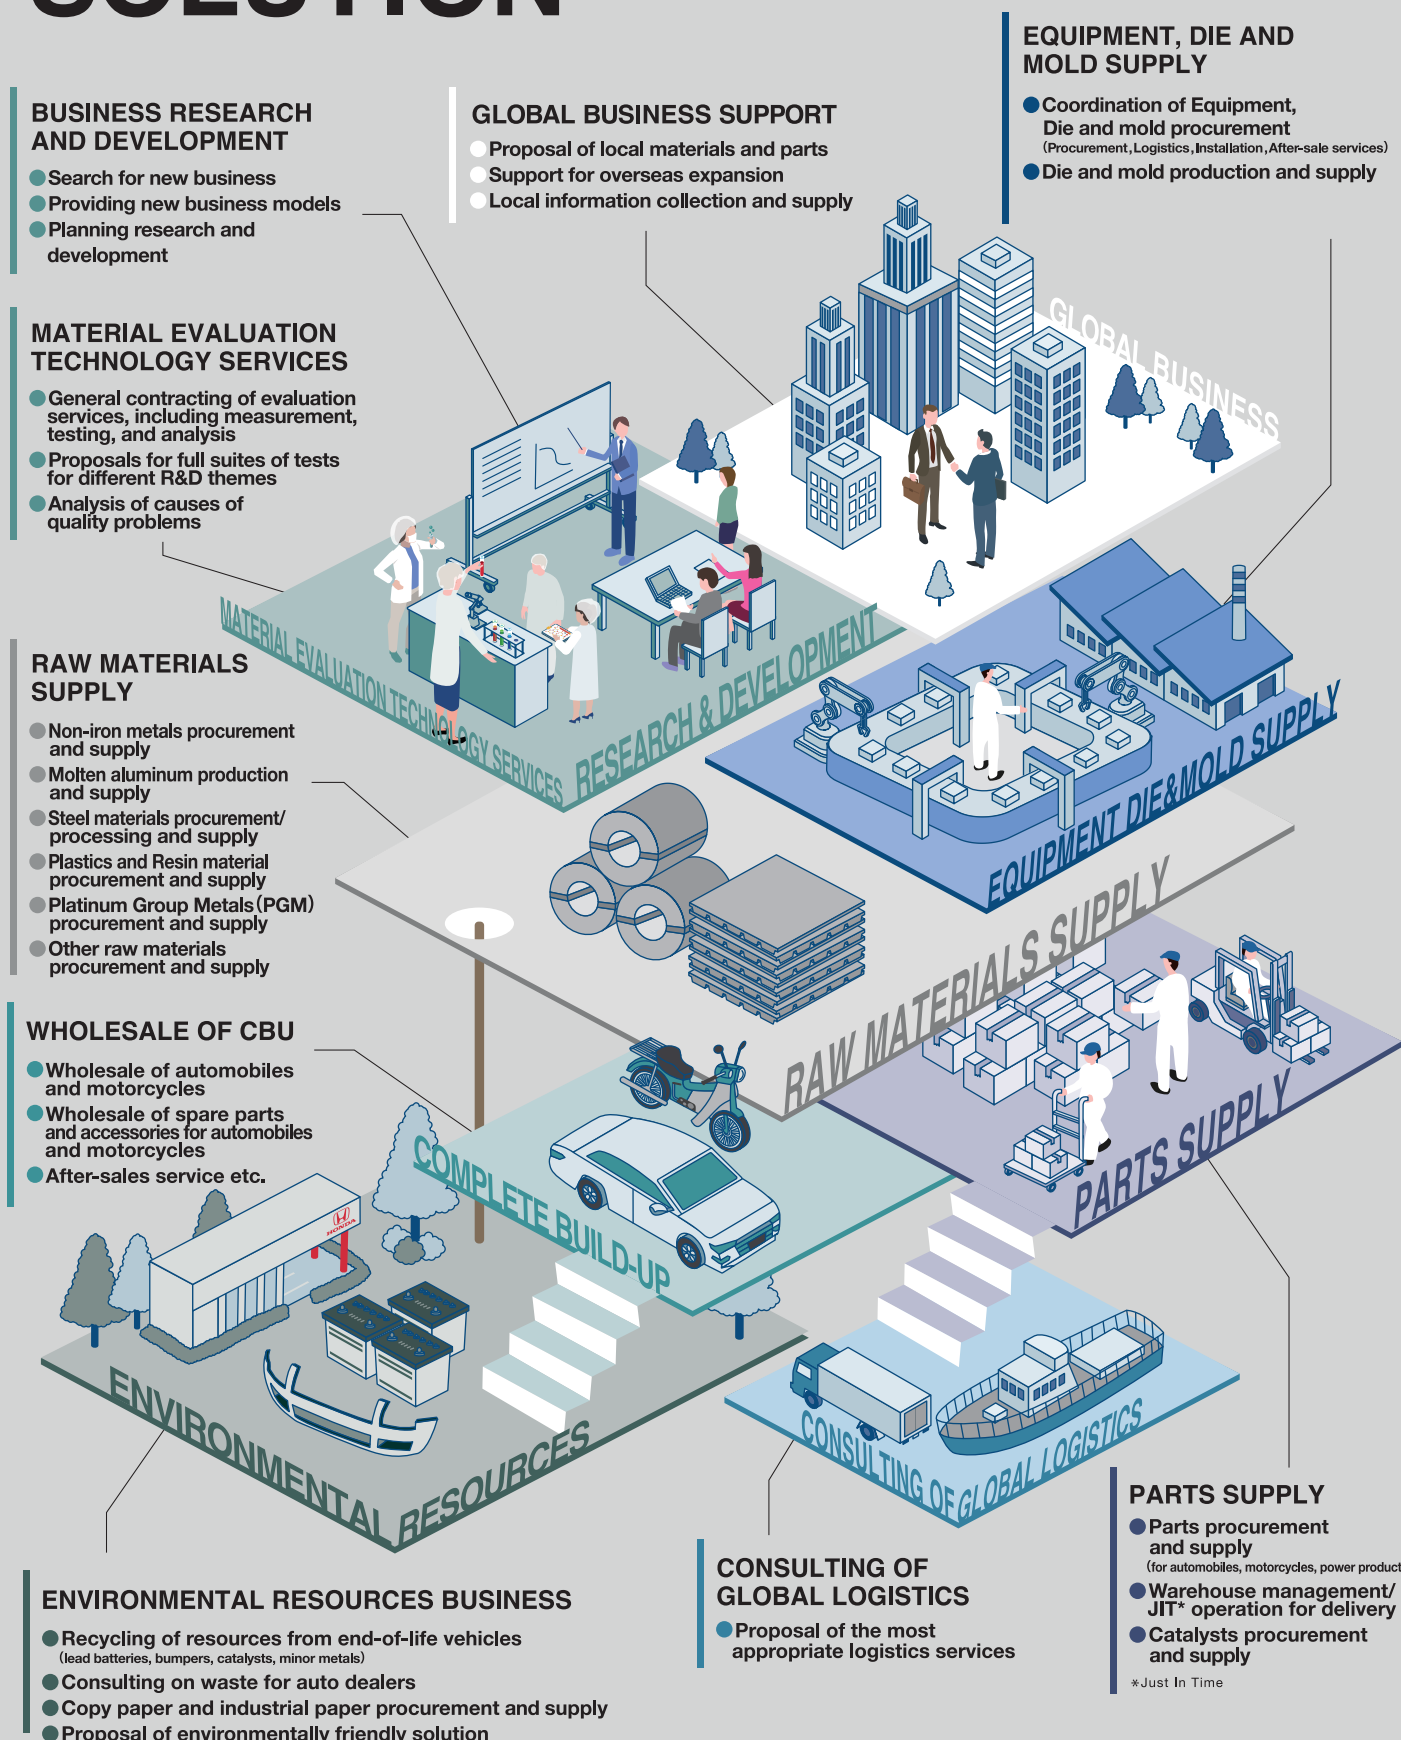 SOLUTION
BUSINESS RESEARCH
AND DEVELOPMENT
Search for new business
Providing new business models
Planning research and
development
GLOBAL BUSINESS SUPPORT
Proposal of local materials and parts
Support for overseas expansion
Local information collection and supply
EQUIPMENT, DIE AND
MOLD SUPPLY
Coordination of Equipment,
Die and mold procurement
(Procurement, Logistics, Installation, After-sale services)
Die and mold production and supply
MATERIAL EVALUATION
TECHNOLOGY SERVICES
General contracting of evaluation
services, including measurement,
testing, and analysis
Proposals for full suites of tests
for different R&D themes
Analysis of causes of
quality problems
GLOBAL BUSINESS
MATERIAL EVALUATION TECHNOLOGY SERVICES
RESEARCH & DEVELOPMENT
EQUIPMENT DIE&MOLD SUPPLY
RAW MATERIALS
SUPPLY
Non-iron metals procurement
and supply
Molten aluminum production
and supply
Steel materials procurement/
processing and supply
Plastics and Resin material
procurement and supply
Platinum Group Metals (PGM)
procurement and supply
Other raw materials
procurement and supply
RAW MATERIALS SUPPLY
WHOLESALE OF CBU
Wholesale of automobiles
and motorcycles
Wholesale of spare parts
and accessories for automobiles
and motorcycles
After-sales service etc.
COMPLETE BUILD-UP
PARTS SUPPLY
HONDA
ENVIRONMENTAL RESOURCES
CONSULTING OF GLOBAL LOGISTICS
ENVIRONMENTAL RESOURCES BUSINESS
Recycling of resources from end-of-life vehicles
(lead batteries, bumpers, catalysts, minor metals)
Consulting on waste for auto dealers
Copy paper and industrial paper procurement and supply
Proposal of environmentally friendly solution
CONSULTING OF
GLOBAL LOGISTICS
Proposal of the most
appropriate logistics services
PARTS SUPPLY
Parts procurement
and supply
(for automobiles, motorcycles, power product
Warehouse management/
JIT* operation for delivery
Catalysts procurement
and supply
*Just In Time